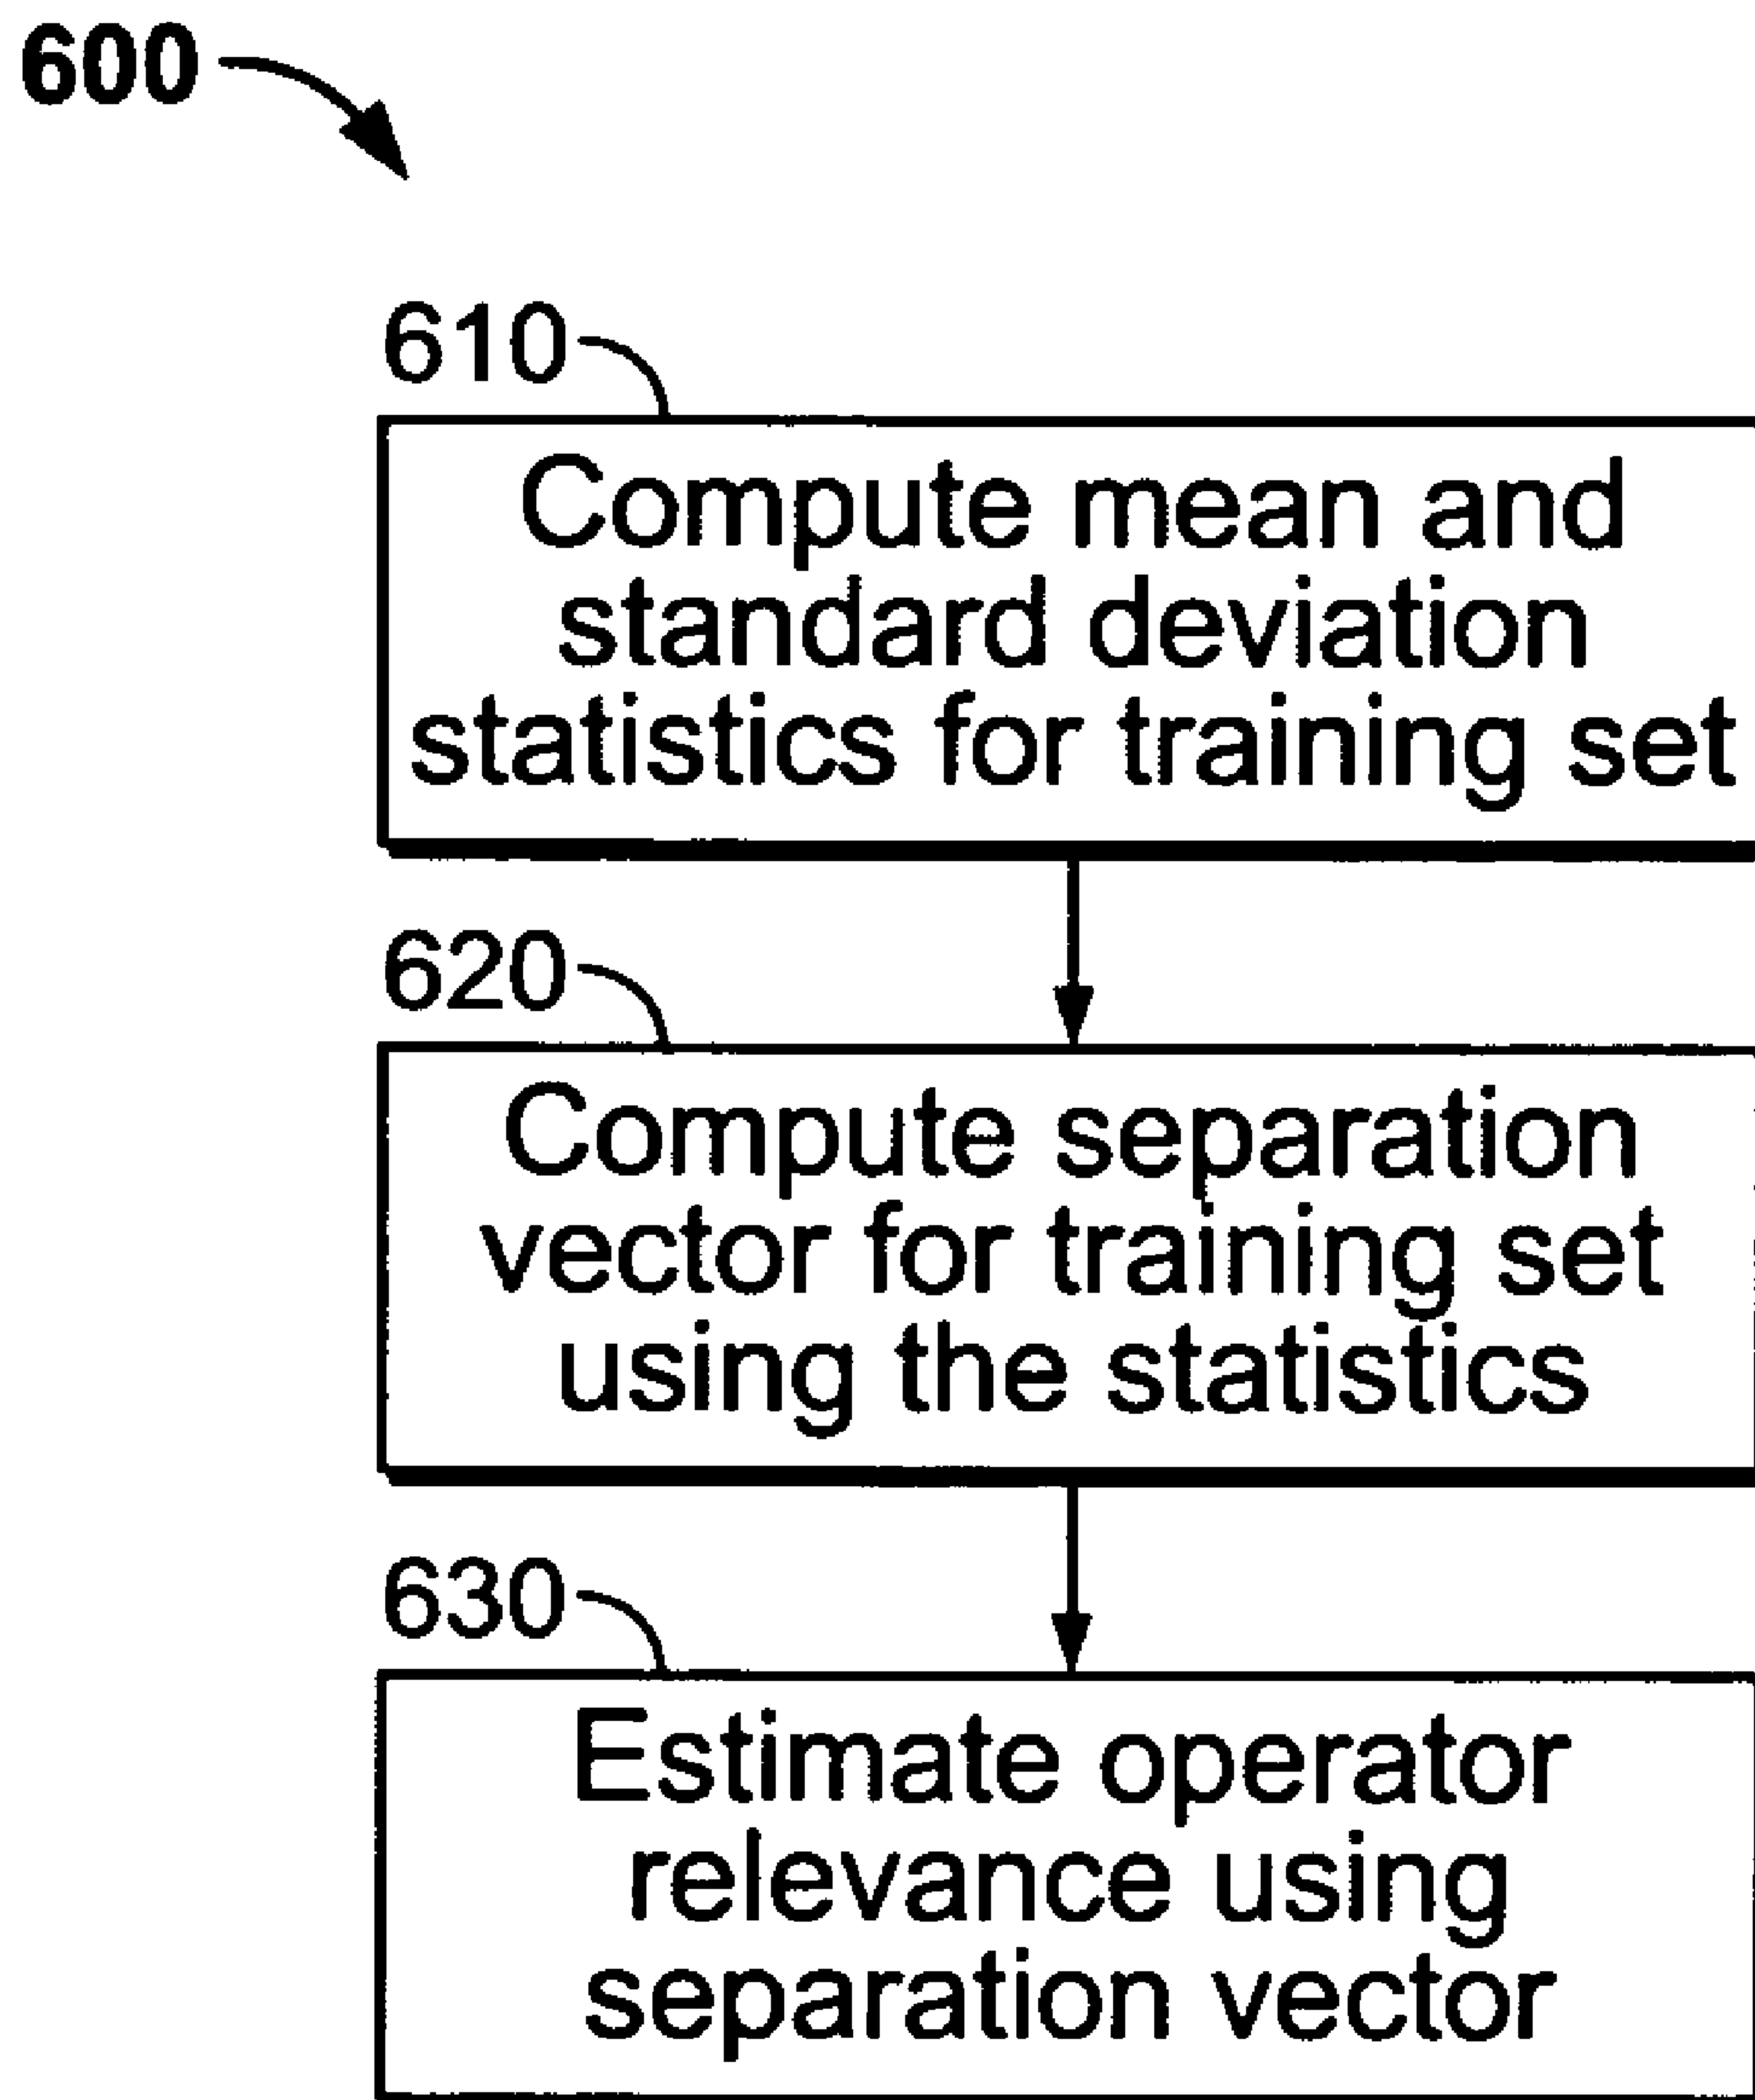 600
610
Compute mean and
standard deviation
statistics for training set
620
Compute separation
vector for training set
using the statistics
630
Estimate operator
relevance using
separation vector